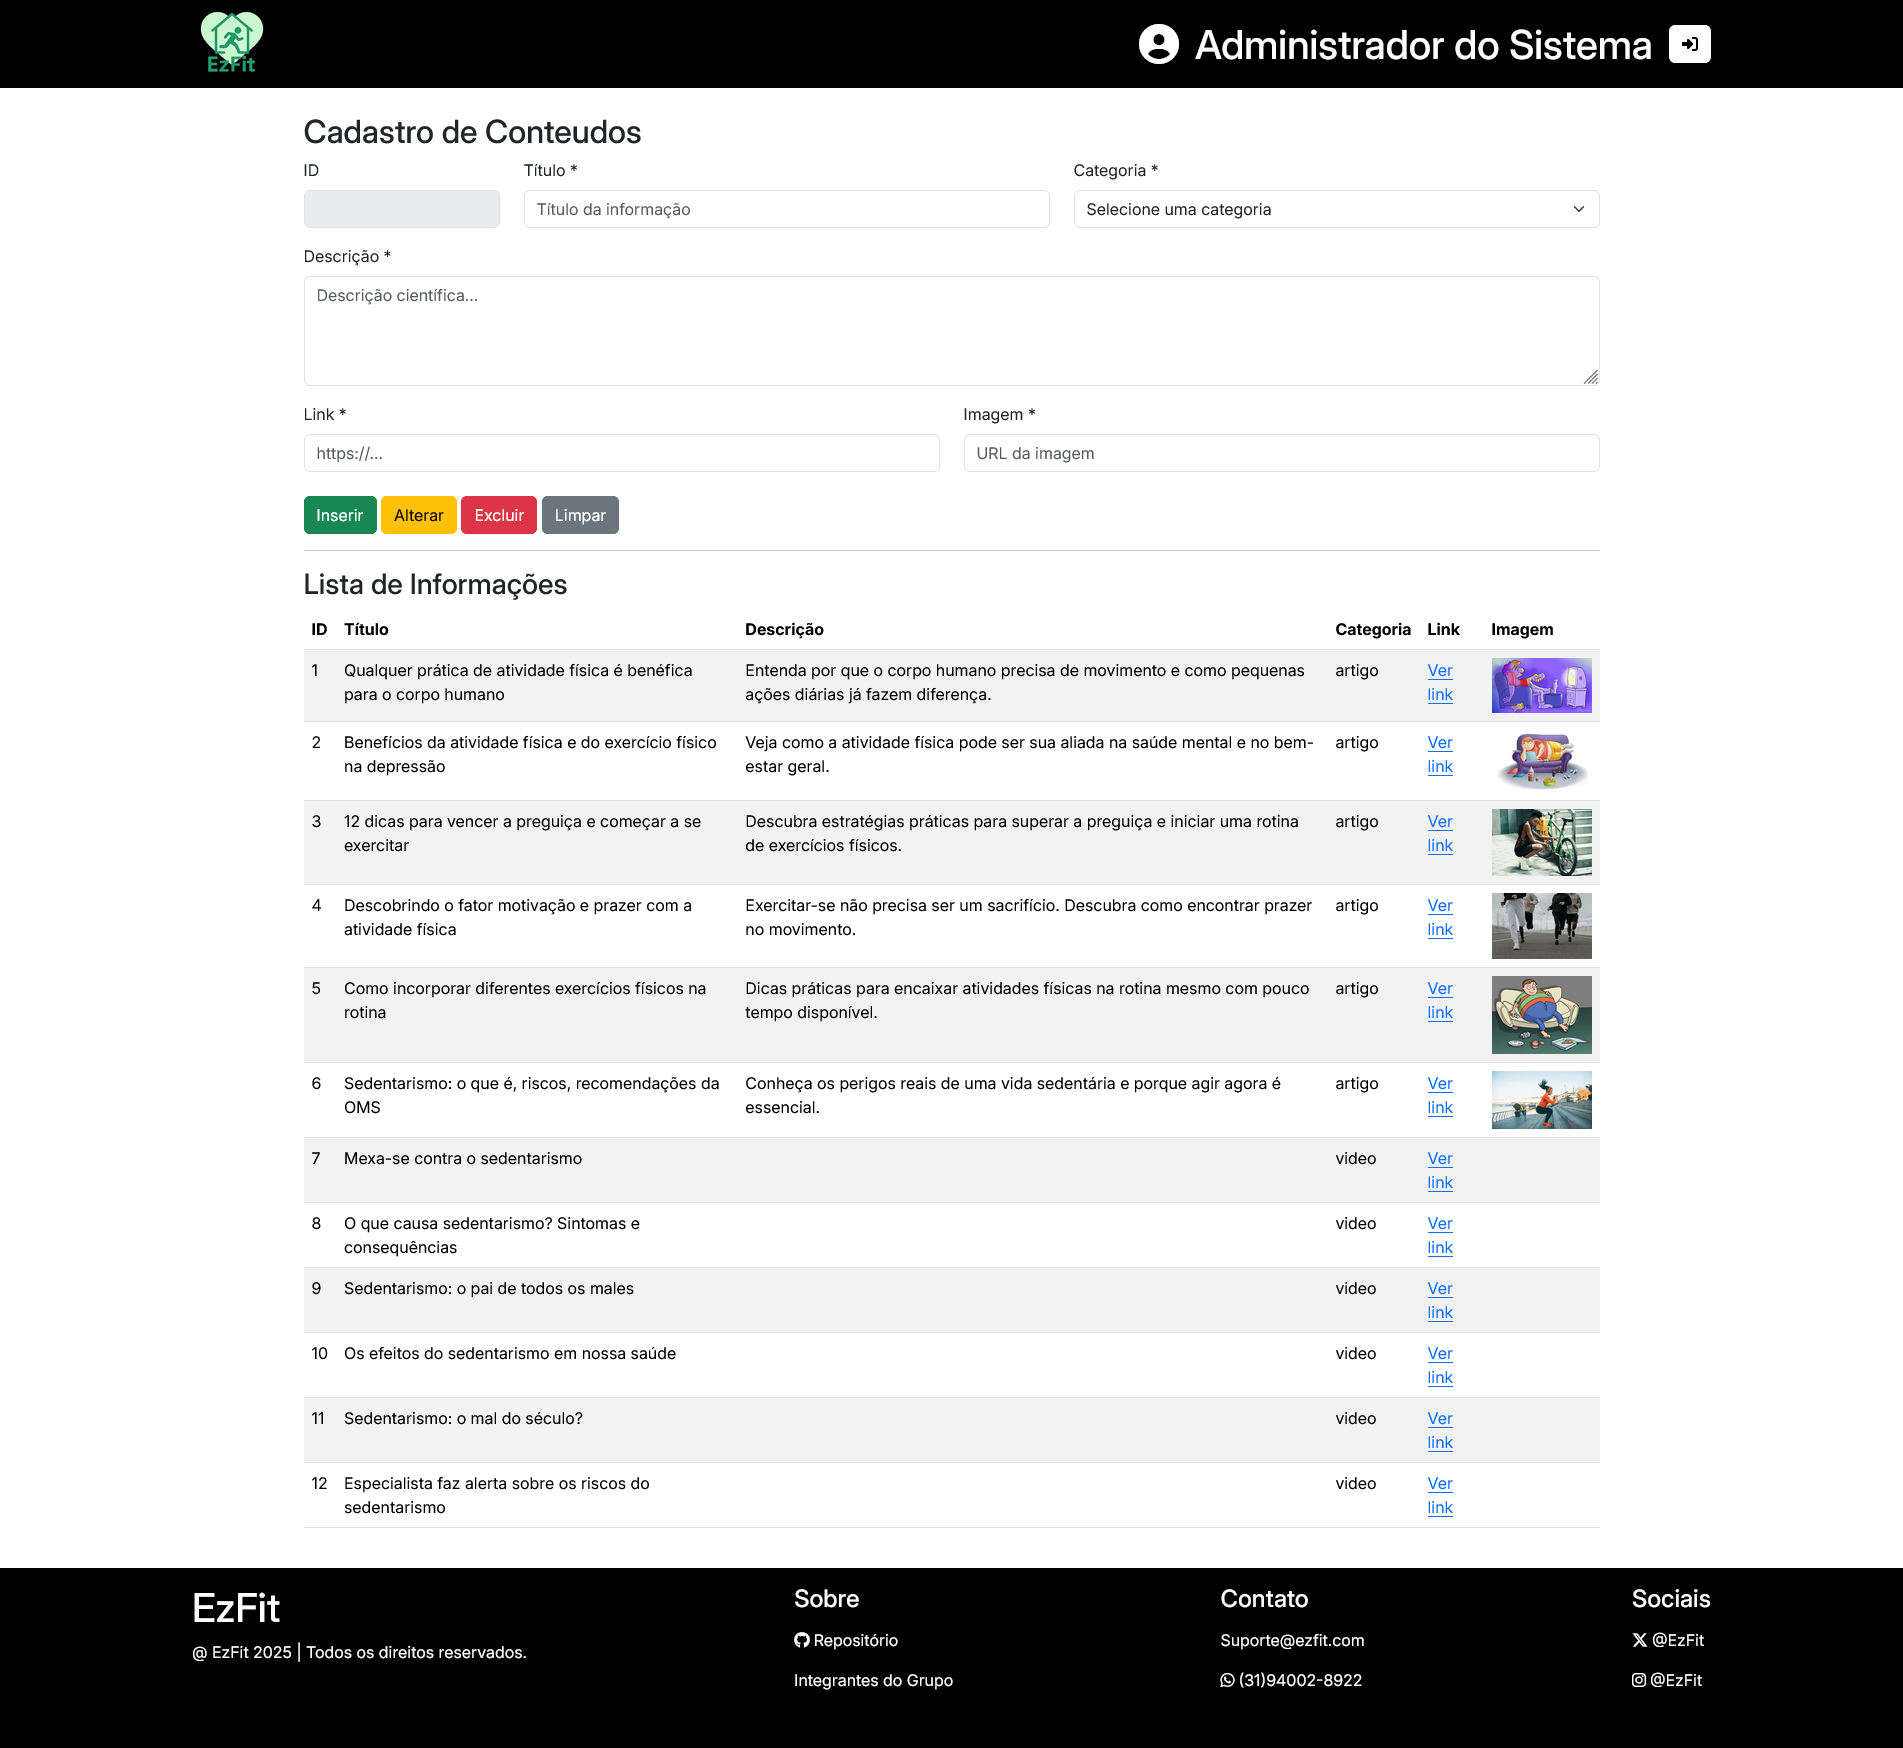 EzFit
Administrador do Sistema
Cadastro de Conteudos
ID
Título *
Categoria *
Título da informação
Selecione uma categoria
Descrição *
Descrição científica...
Link *
Imagem *
https://...
URL da imagem
Inserir Alterar Excluir Limpar
Lista de Informações
ID Título Descrição Categoria Link Imagem
1 Qualquer prática de atividade física é benéfica Entenda por que o corpo humano precisa de movimento e como pequenas artigo Ver
para o corpo humano ações diárias já fazem diferença. link
2 Benefícios da atividade física e do exercício físico Veja como a atividade física pode ser sua aliada na saúde mental e no bem- artigo Ver
na depressão estar geral. link
3 12 dicas para vencer a preguiça e começar a se Descubra estratégias práticas para superar a preguiça e iniciar uma rotina artigo Ver
exercitar de exercícios físicos. link
4 Descobrindo o fator motivação e prazer com a Exercitar-se não precisa ser um sacrifício. Descubra como encontrar prazer artigo Ver
atividade física no movimento. link
5 Como incorporar diferentes exercícios físicos na Dicas práticas para encaixar atividades físicas na rotina mesmo com pouco artigo Ver
rotina tempo disponível. link
6 Sedentarismo: o que é, riscos, recomendações da Conheça os perigos reais de uma vida sedentária e porque agir agora é artigo Ver
OMS essencial. link
7 Mexa-se contra o sedentarismo video Ver
link
8 O que causa sedentarismo? Sintomas e video Ver
consequências link
9 Sedentarismo: o pai de todos os males video Ver
link
10 Os efeitos do sedentarismo em nossa saúde video Ver
link
11 Sedentarismo: o mal do século? video Ver
link
12 Especialista faz alerta sobre os riscos do video Ver
sedentarismo link
EzFit
@ EzFit 2025 | Todos os direitos reservados.
Sobre
Repositório
Integrantes do Grupo
Contato
Suporte@ezfit.com
(31)94002-8922
Sociais
@EzFit
@EzFit